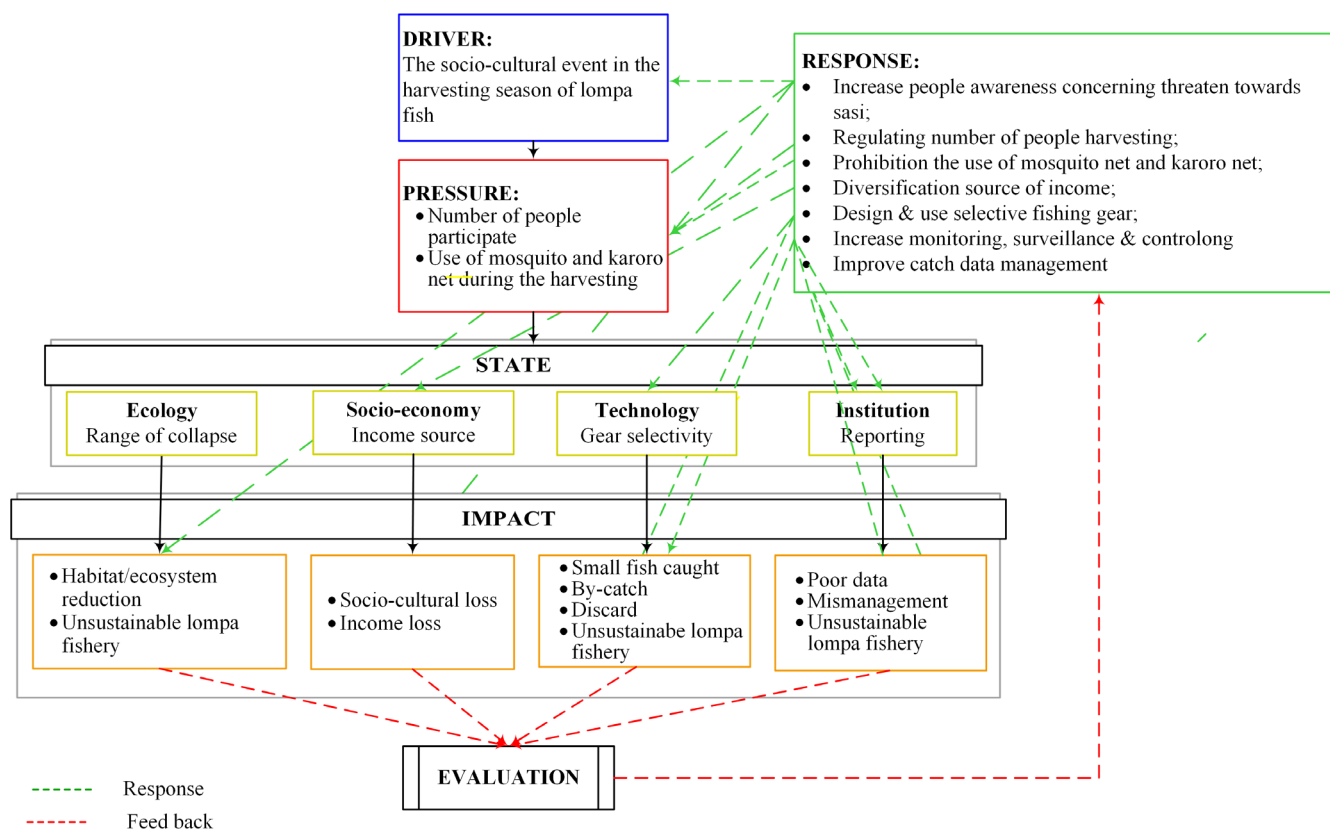 DRIVER:
The socio-cultural event in the
harvesting season of lompa
fish
RESPONSE:
• Increase people awareness concerning threaten towards
sasi;
• Regulating number of people harvesting;
• Prohibition the use of mosquito net and karoro net;
• Diversification source of income;
• Design & use selective fishing gear;
• Increase monitoring, surveillance & controlong
• Improve catch data management
PRESSURE:
• Number of people
participate
• Use of mosquito and karoro
net during the harvesting
STATE
Ecology
Range of collapse
Socio-economy
Income source
Technology
Gear selectivity
Institution
Reporting
IMPACT
• Habitat/ecosystem
reduction
• Unsustainable lompa
fishery
• Socio-cultural loss
• Income loss
• Small fish caught
• By-catch
• Discard
• Unsustainabe lompa
fishery
• Poor data
• Mismanagement
• Unsustainable
lompa fishery
EVALUATION
Response
Feed back